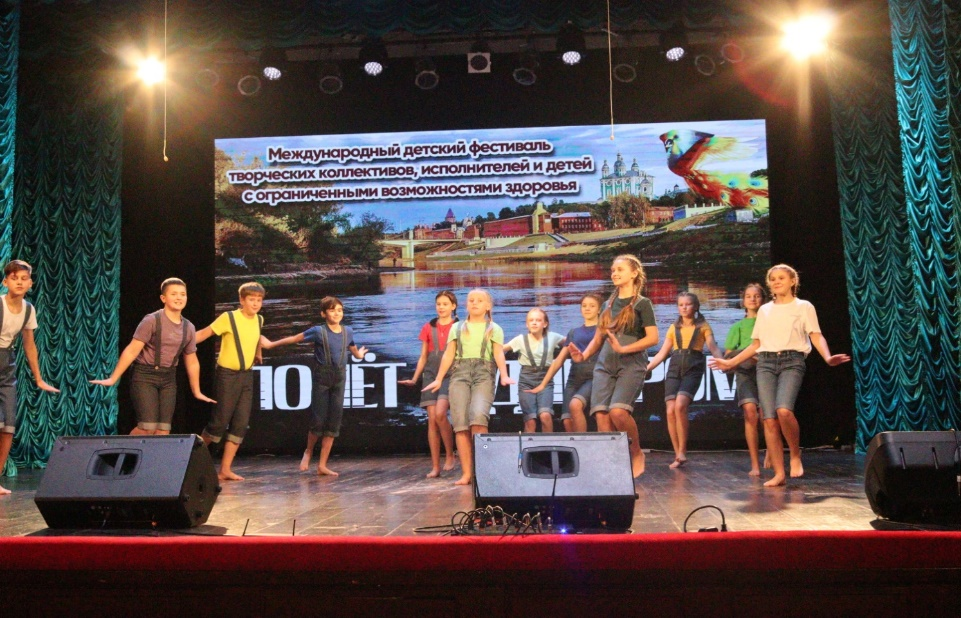 Международный детский фестиваль
творческих коллективов, исполнителей и детей
с ограниченными возможностями здоровья